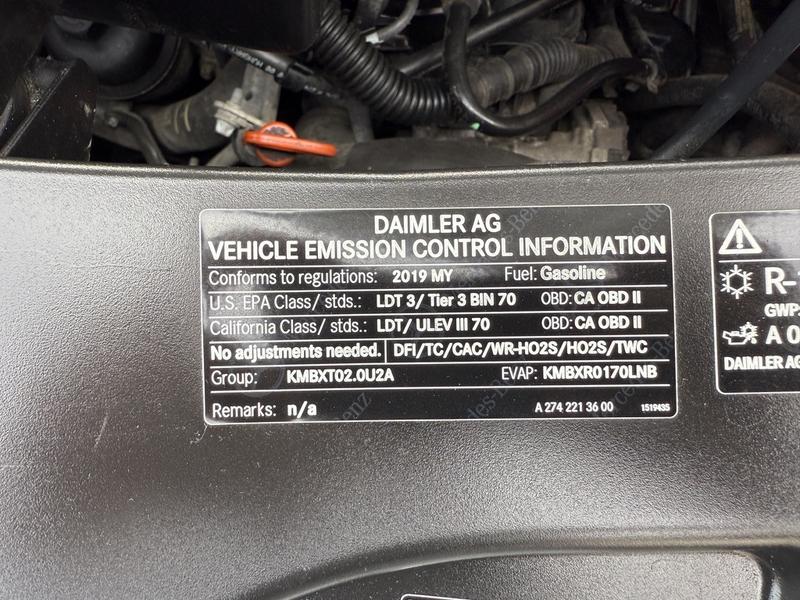 DAIMLER AG
VEHICLE EMISSION CONTROL INFORMATION
Conforms to regulations: 2019 MY Fuel: Gasoline
U.S. EPA Class/ stds.: LDT 3/ Tier 3 BIN 70 OBD: CA OBD II
California Class/ stds.: LDT/ ULEV III 70 OBD: CA OBD II
No adjustments needed. DFI/TC/CAC/WR-HO2S/HO2S/TWC
Group: KMBXT02.0U2A EVAP: KMBXR0170LNB
Remarks: n/a A 274 221 36 00 1519435
R-1
GWP:
A 0
DAIMLER AG